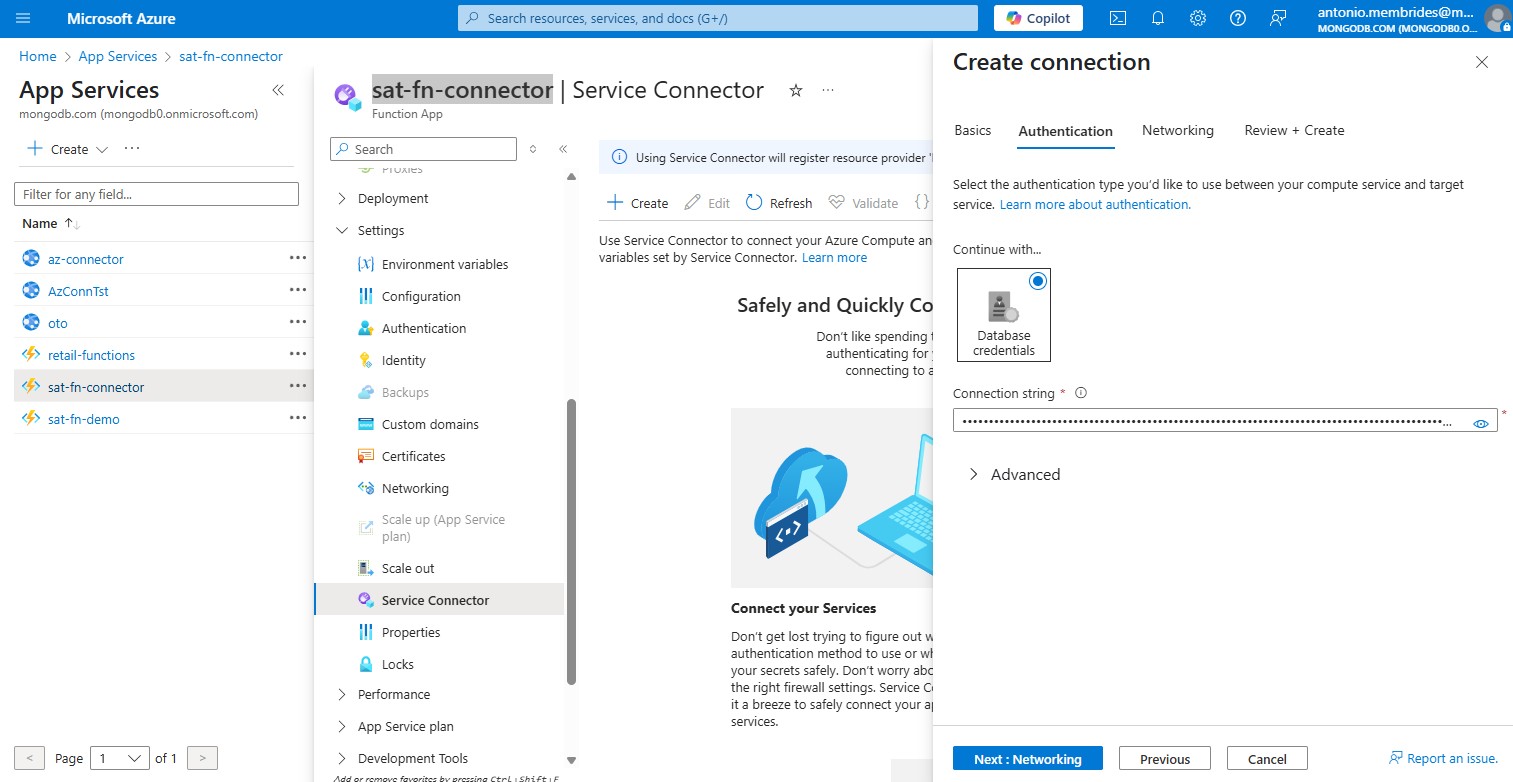 Microsoft Azure
Search resources, services, and docs (G+/)
Copilot
antonio.membrides@m...
MONGODB.COM (MONGODB0.O...
Home > App Services > sat-fn-connector
App Services
mongodb.com (mongodb0.onmicrosoft.com)
Create
Filter for any field...
Name
az-connector
AzConnTst
oto
retail-functions
sat-fn-connector
sat-fn-demo
< Page 1 of 1 >
sat-fn-connector | Service Connector
Function App
Search
Proxies
Deployment
Settings
Environment variables
Configuration
Authentication
Identity
Backups
Custom domains
Certificates
Networking
Scale up (App Service
plan)
Scale out
Service Connector
Properties
Locks
Performance
App Service plan
Development Tools
Add or remove favorites by pressing Ctrl+Shift+F
Using Service Connector will register resource provider '
Create Edit Refresh Validate {}
Use Service Connector to connect your Azure Compute an
variables set by Service Connector. Learn more
Safely and Quickly Co
Don't like spending
authenticating for
connecting to a
Connect your Services
Don't get lost trying to figure out w
authentication method to use or wh
your secrets safely. Don't worry abo
the right firewall settings. Service C
it a breeze to safely connect your a
services.
Create connection
Basics Authentication Networking Review + Create
Select the authentication type you'd like to use between your compute service and target
service. Learn more about authentication.
Continue with...
Database
credentials
Connection string *
*
Advanced
Next : Networking Previous Cancel Report an issue.